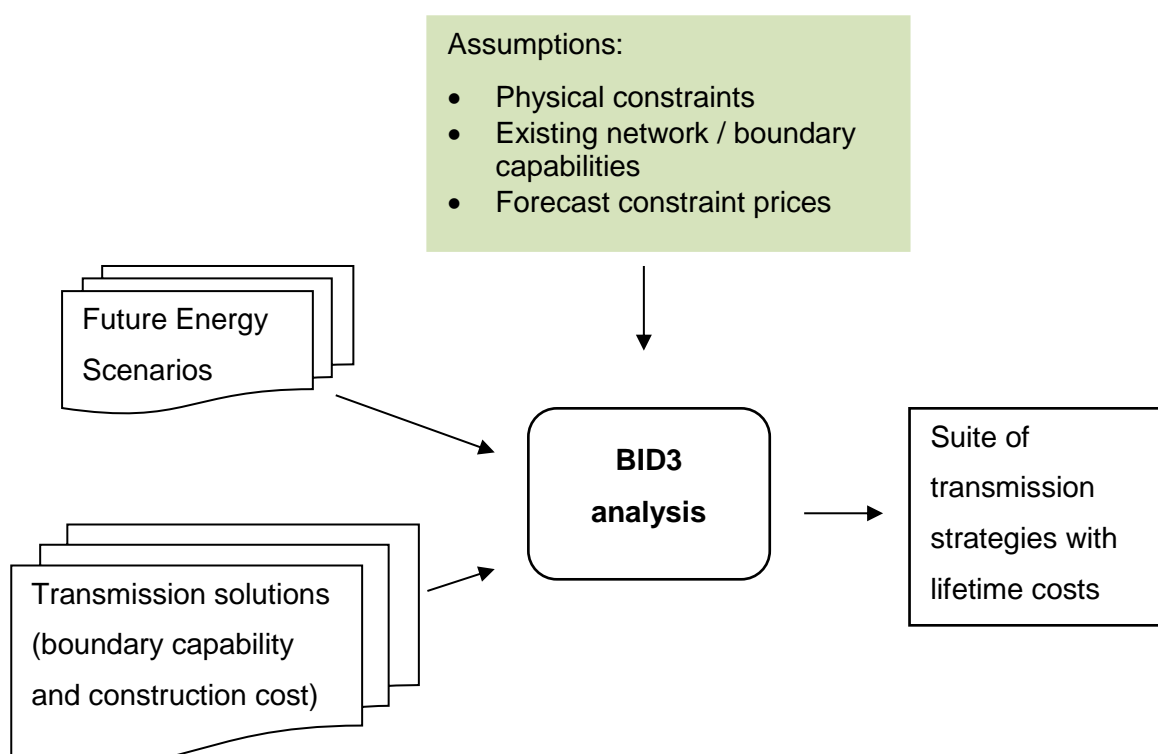 Assumptions:
• Physical constraints
• Existing network / boundary
capabilities
• Forecast constraint prices
Future Energy
Scenarios
BID3
analysis
Suite of
transmission
strategies with
lifetime costs
Transmission solutions
(boundary capability
and construction cost)